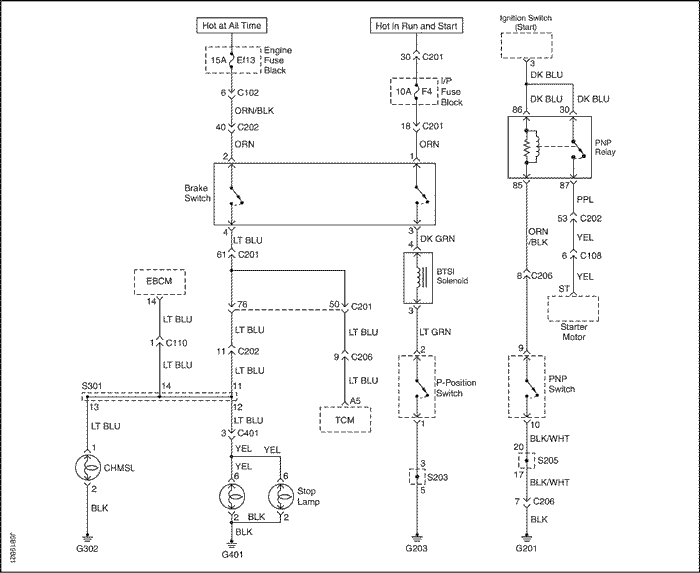 Hot at All Time
Hot In Run and Start
Ignition Switch
(Start)
3
DK BLU
DK BLU
DK BLU
15A
Ef13
Engine
Fuse
Block
30
C201
10A
F4
I/P
Fuse
Block
6
C102
ORN/BLK
40
C202
ORN
18
C201
ORN
86
30
PNP
Relay
85
87
2
1
Brake
Switch
4
3
LT BLU
61
C201
DK GRN
4
BTSI
Solenoid
3
LT GRN
PPL
53
C202
YEL
6
C108
YEL
ST
Starter
Motor
ORN
/BLK
8
C206
EBCM
14
LT BLU
1
C110
LT BLU
76
50
C201
LT BLU
LT BLU
11
C202
LT BLU
9
C206
LT BLU
A5
TCM
2
P-Position
Switch
1
9
PNP
Switch
10
S301
14
11
13
12
LT BLU
LT BLU
3
C401
YEL
YEL
1
CHMSL
2
BLK
G302
6
6
Stop
Lamp
2
BLK
2
BLK
G401
3
S203
5
G203
BLK/WHT
20
S205
17
BLK/WHT
7
C206
BLK
G201